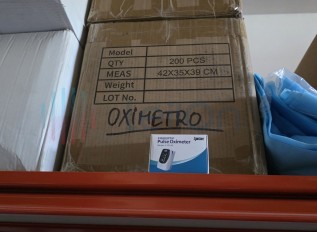 Model
QTY 200 PCS
MEAS 42X35X39 CM
Weight
LOT No.
OXIMETRO
Pulse Oximeter